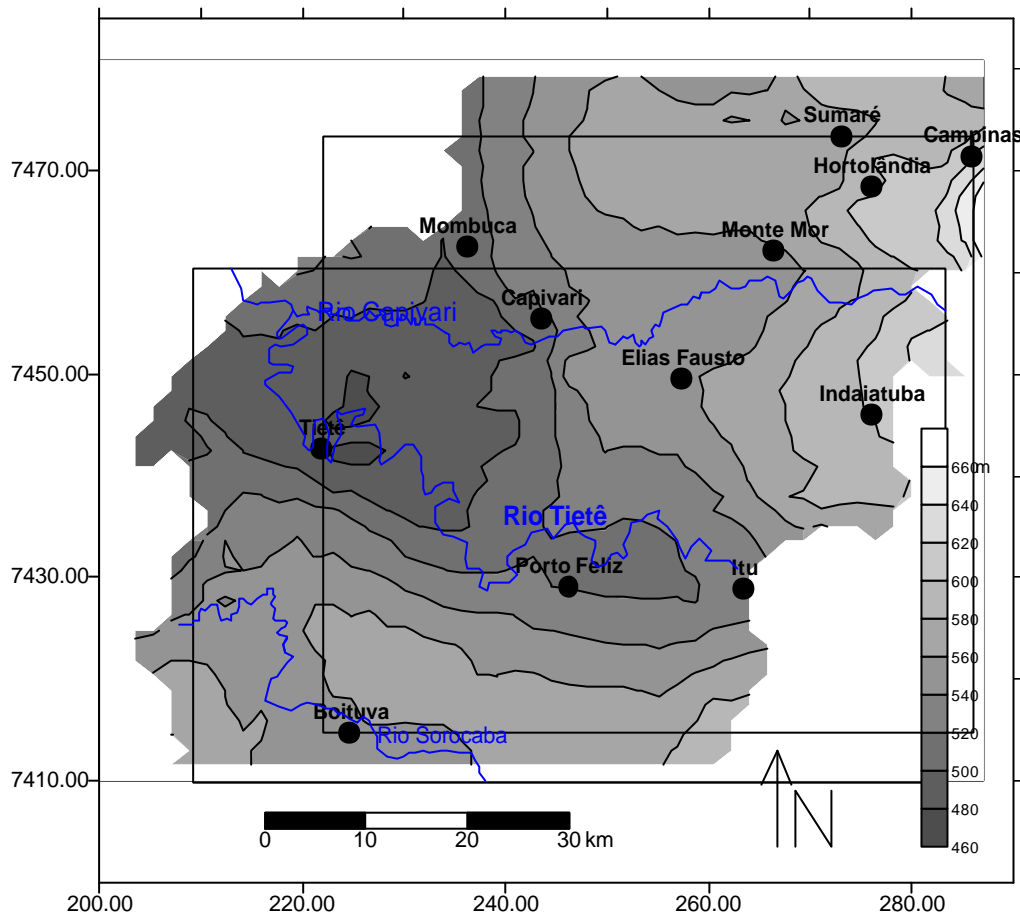 Sumaré
Campinas
7470.00
Hortolândia
Mombuca
Monte Mor
Capivari
Rio Capivari
Elias Fausto
7450.00
Indaiatuba
Tietê
660m
640
Rio Tietê
620
Porto Feliz
Itu
7430.00
600
580
560
540
Boituva
Rio Sorocaba
520
500
7410.00
480
N
0 10 20 30 km
460
200.00 220.00 240.00 260.00 280.00